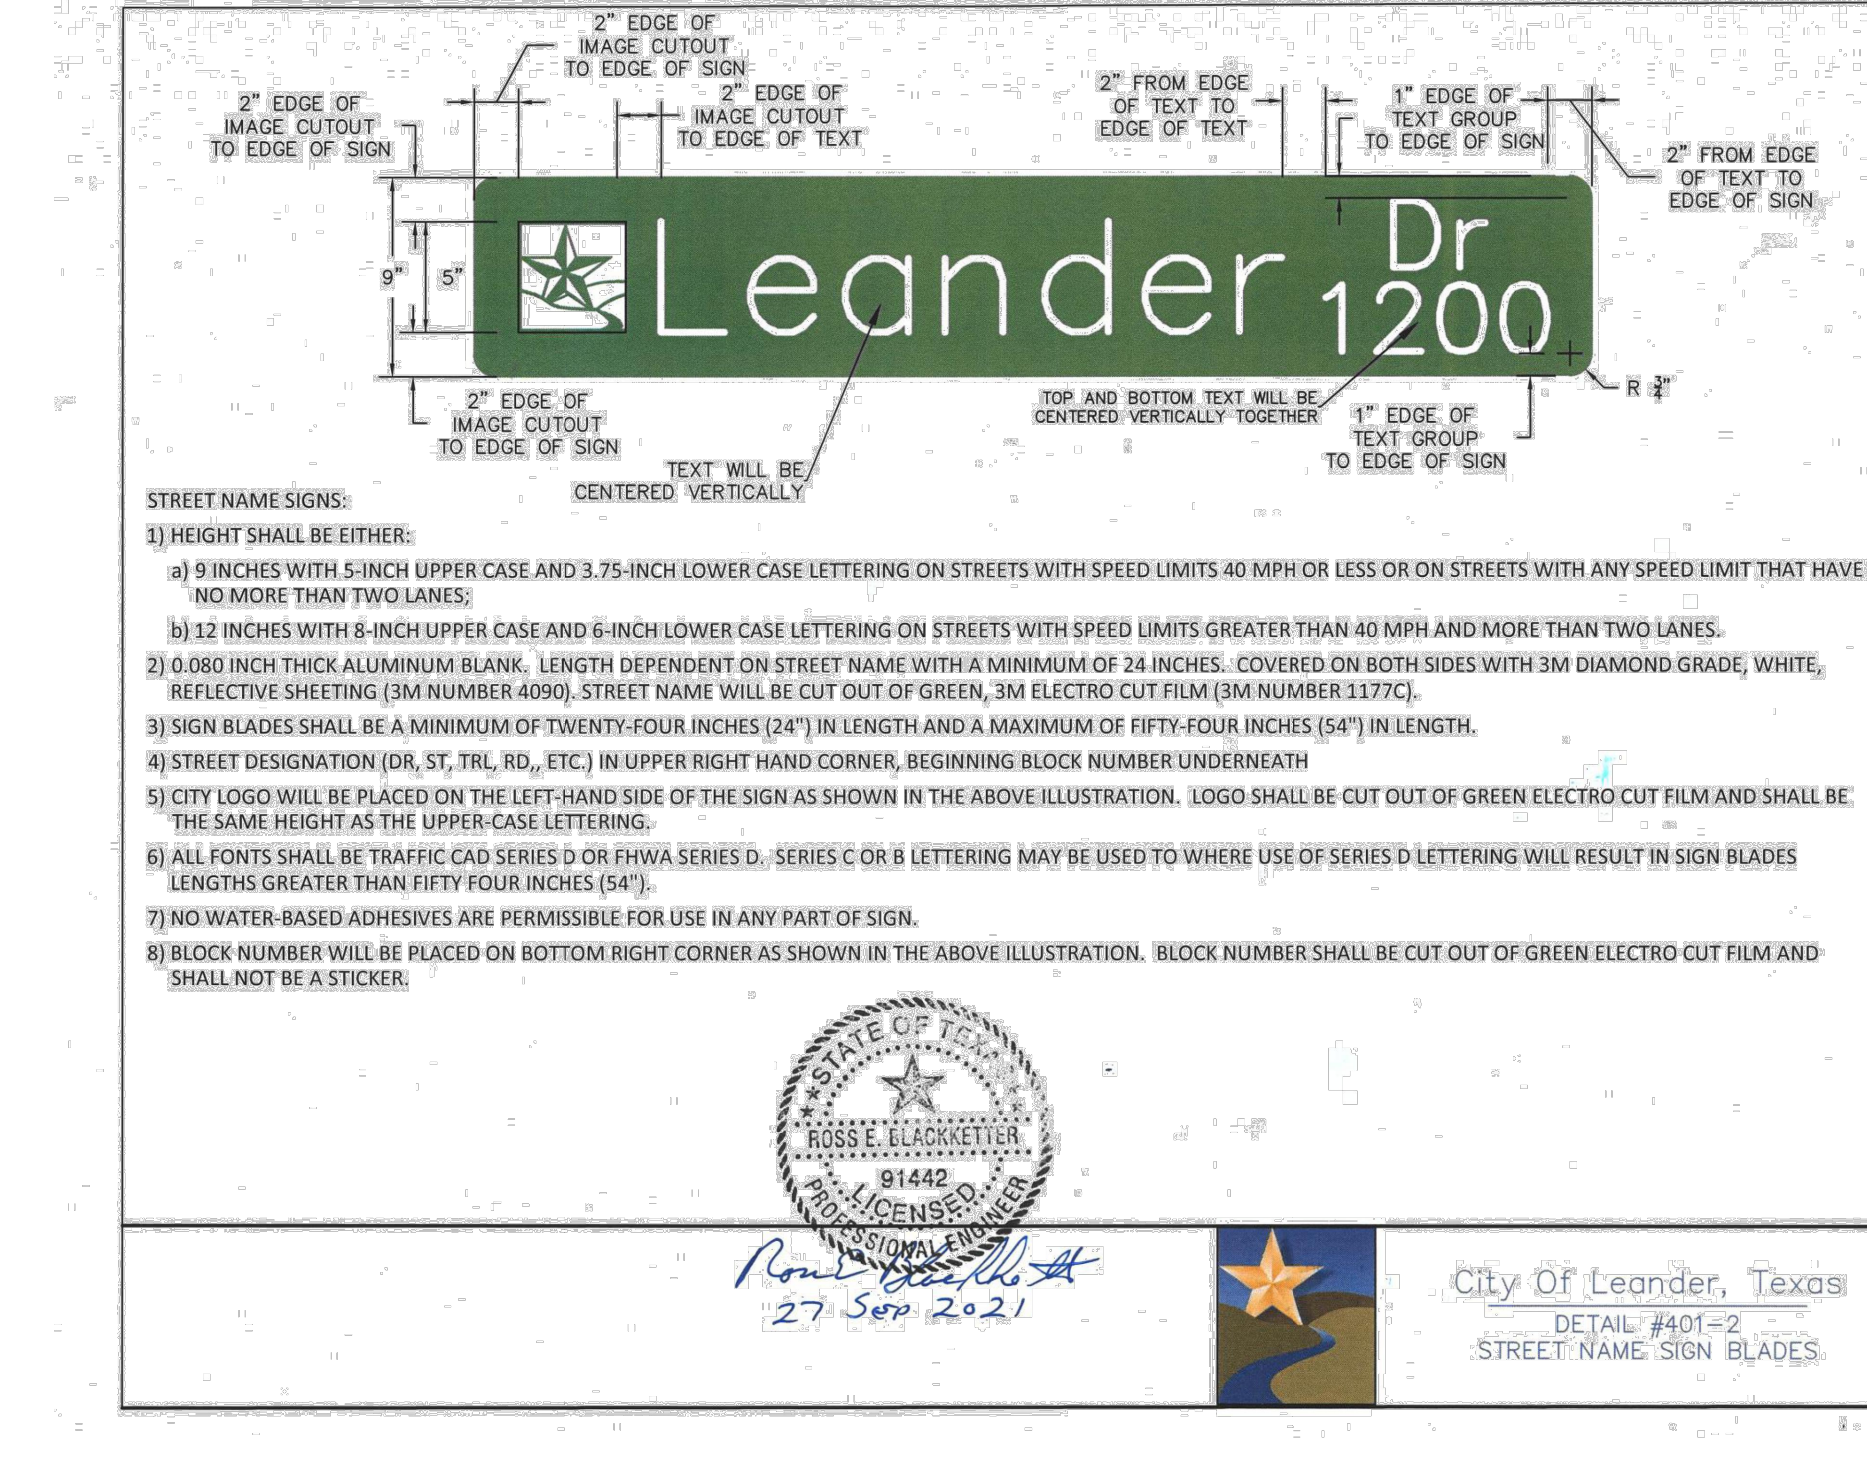 2" EDGE OF
IMAGE CUTOUT
TO EDGE OF SIGN
2" EDGE OF
IMAGE CUTOUT
TO EDGE OF SIGN
2" EDGE OF
IMAGE CUTOUT
TO EDGE OF TEXT
2" FROM EDGE
OF TEXT TO
EDGE OF TEXT
1" EDGE OF
TEXT GROUP
TO EDGE OF SIGN
2" FROM EDGE
OF TEXT TO
EDGE OF SIGN
9"
5"
Leander
Dr
1200
R 3/4"
2" EDGE OF
IMAGE CUTOUT
TO EDGE OF SIGN
TEXT WILL BE
CENTERED VERTICALLY
TOP AND BOTTOM TEXT WILL BE
CENTERED VERTICALLY TOGETHER
1" EDGE OF
TEXT GROUP
TO EDGE OF SIGN
STREET NAME SIGNS:
1) HEIGHT SHALL BE EITHER:
a) 9 INCHES WITH 5-INCH UPPER CASE AND 3.75-INCH LOWER CASE LETTERING ON STREETS WITH SPEED LIMITS 40 MPH OR LESS OR ON STREETS WITH ANY SPEED LIMIT THAT HAVE
NO MORE THAN TWO LANES;
b) 12 INCHES WITH 8-INCH UPPER CASE AND 6-INCH LOWER CASE LETTERING ON STREETS WITH SPEED LIMITS GREATER THAN 40 MPH AND MORE THAN TWO LANES.
2) 0.080 INCH THICK ALUMINUM BLANK. LENGTH DEPENDENT ON STREET NAME WITH A MINIMUM OF 24 INCHES. COVERED ON BOTH SIDES WITH 3M DIAMOND GRADE, WHITE,
REFLECTIVE SHEETING (3M NUMBER 4090). STREET NAME WILL BE CUT OUT OF GREEN, 3M ELECTRO CUT FILM (3M NUMBER 1177C).
3) SIGN BLADES SHALL BE A MINIMUM OF TWENTY-FOUR INCHES (24") IN LENGTH AND A MAXIMUM OF FIFTY-FOUR INCHES (54") IN LENGTH.
4) STREET DESIGNATION (DR, ST, TRL, RD,, ETC.) IN UPPER RIGHT HAND CORNER, BEGINNING BLOCK NUMBER UNDERNEATH
5) CITY LOGO WILL BE PLACED ON THE LEFT-HAND SIDE OF THE SIGN AS SHOWN IN THE ABOVE ILLUSTRATION. LOGO SHALL BE CUT OUT OF GREEN ELECTRO CUT FILM AND SHALL BE
THE SAME HEIGHT AS THE UPPER-CASE LETTERING.
6) ALL FONTS SHALL BE TRAFFIC CAD SERIES D OR FHWA SERIES D. SERIES C OR B LETTERING MAY BE USED TO WHERE USE OF SERIES D LETTERING WILL RESULT IN SIGN BLADES
LENGTHS GREATER THAN FIFTY FOUR INCHES (54").
7) NO WATER-BASED ADHESIVES ARE PERMISSIBLE FOR USE IN ANY PART OF SIGN.
8) BLOCK NUMBER WILL BE PLACED ON BOTTOM RIGHT CORNER AS SHOWN IN THE ABOVE ILLUSTRATION. BLOCK NUMBER SHALL BE CUT OUT OF GREEN ELECTRO CUT FILM AND
SHALL NOT BE A STICKER.
STATE OF TEXAS
ROSS E. BLACKKETTER
91442
LICENSED
PROFESSIONAL ENGINEER
Ross E Blackketter
27 Sep 2021
City Of Leander, Texas
DETAIL #401-2
STREET NAME SIGN BLADES